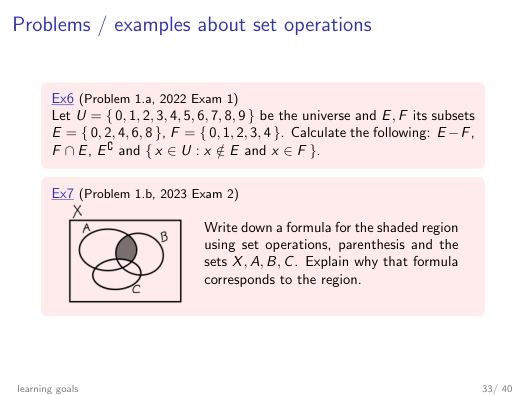 Problems / examples about set operations
Ex6 (Problem 1.a, 2022 Exam 1)
Let U = { 0, 1, 2, 3, 4, 5, 6, 7, 8, 9 } be the universe and E, F its subsets
E = { 0, 2, 4, 6, 8 }, F = { 0, 1, 2, 3, 4 }. Calculate the following: E − F,
F ∩ E, E^∁ and { x ∈ U : x ∉ E and x ∈ F }.
Ex7 (Problem 1.b, 2023 Exam 2)
X
A
B
C
Write down a formula for the shaded region
using set operations, parenthesis and the
sets X, A, B, C. Explain why that formula
corresponds to the region.
learning goals
33/ 40